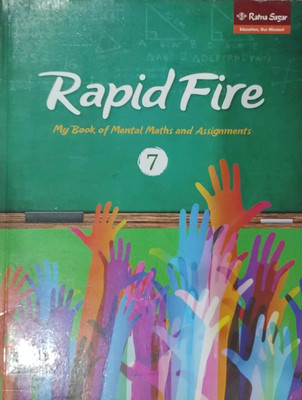 Ratna Sagar
Education, Our Mission!
Rapid Fire
My Book of Mental Maths and Assignments
7